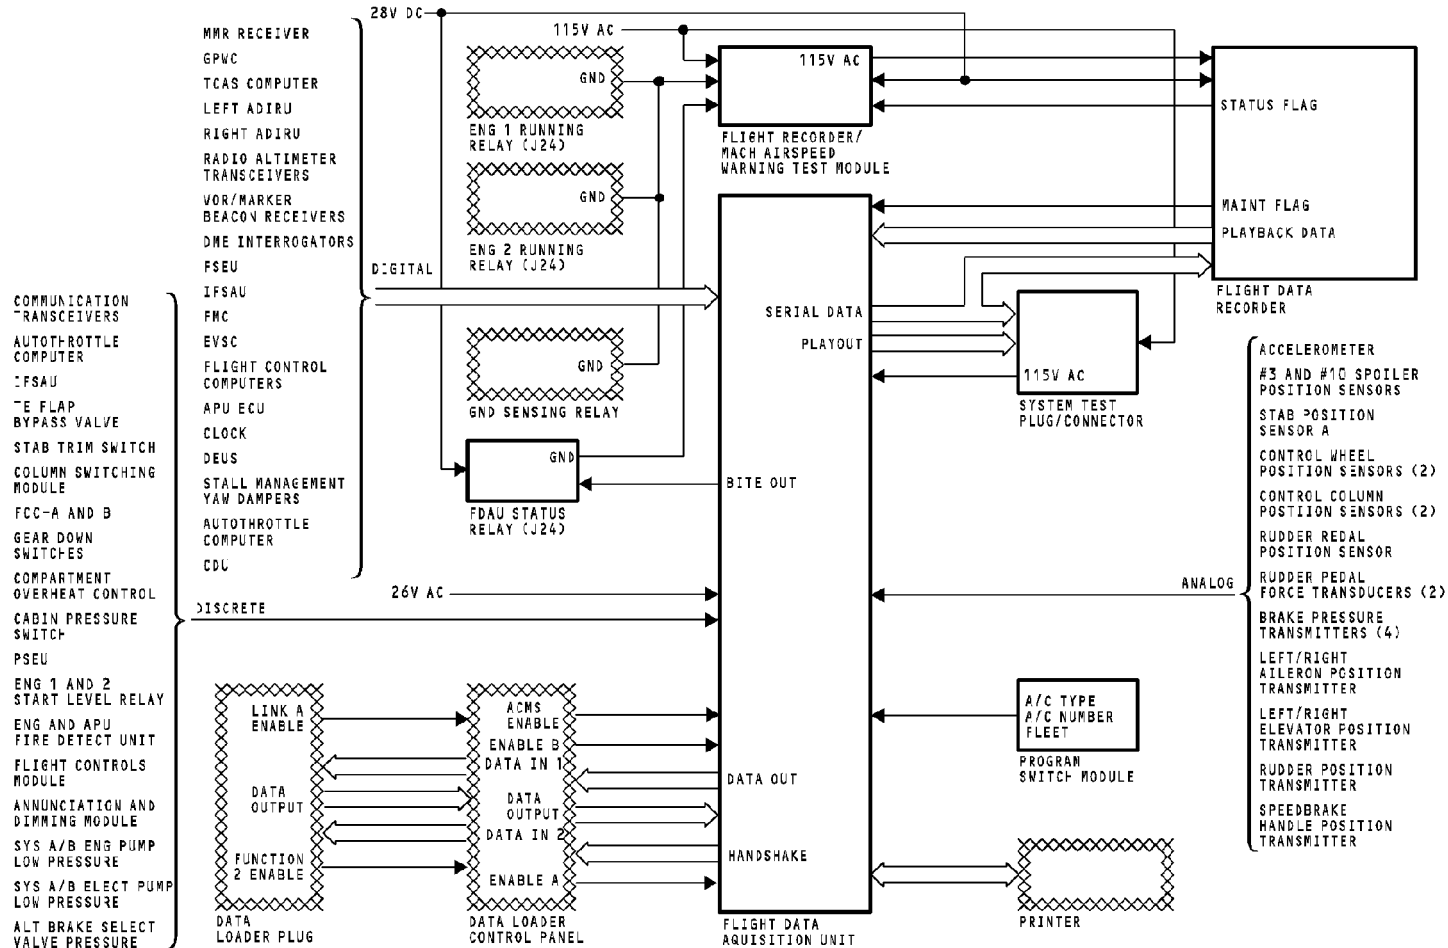 28V DC
115V AC
MMR RECEIVER
GPWC
TCAS COMPUTER
LEFT ADIRU
RIGHT ADIRU
RADIO ALTIMETER
TRANSCEIVERS
VOR/MARKER
BEACON RECEIVERS
DME INTERROGATORS
FSEU
IFSAU
FMC
EVSC
FLIGHT CONTROL
COMPUTERS
APU ECU
CLOCK
DEUS
STALL MANAGEMENT
YAW DAMPERS
AUTOTHROTTLE
COMPUTER
CDU
DIGITAL
COMMUNICATION
TRANSCEIVERS
AUTOTHROTTLE
COMPUTER
IFSAU
TE FLAP
BYPASS VALVE
STAB TRIM SWITCH
COLUMN SWITCHING
MODULE
FCC-A AND B
GEAR DOWN
SWITCHES
COMPARTMENT
OVERHEAT CONTROL
CABIN PRESSURE
SWITCH
PSEU
ENG 1 AND 2
START LEVEL RELAY
ENG AND APU
FIRE DETECT UNIT
FLIGHT CONTROLS
MODULE
ANNUNCIATION AND
DIMMING MODULE
SYS A/B ENG PUMP
LOW PRESSURE
SYS A/B ELECT PUMP
LOW PRESSURE
ALT BRAKE SELECT
VALVE PRESSURE
DISCRETE
GND
ENG 1 RUNNING
RELAY (J24)
GND
ENG 2 RUNNING
RELAY (J24)
GND
GND SENSING RELAY
GND
FDAU STATUS
RELAY (J24)
26V AC
115V AC
FLIGHT RECORDER/
MACH AIRSPEED
WARNING TEST MODULE
STATUS FLAG
MAINT FLAG
PLAYBACK DATA
FLIGHT DATA
RECORDER
SERIAL DATA
PLAYOUT
BITE OUT
DATA OUT
HANDSHAKE
FLIGHT DATA
AQUISITION UNIT
115V AC
SYSTEM TEST
PLUG/CONNECTOR
ANALOG
ACCELEROMETER
#3 AND #10 SPOILER
POSITION SENSORS
STAB POSITION
SENSOR A
CONTROL WHEEL
POSITION SENSORS (2)
CONTROL COLUMN
POSTIION SENSORS (2)
RUDDER REDAL
POSITION SENSOR
RUDDER PEDAL
FORCE TRANSDUCERS (2)
BRAKE PRESSURE
TRANSMITTERS (4)
LEFT/RIGHT
AILERON POSITION
TRANSMITTER
LEFT/RIGHT
ELEVATOR POSITION
TRANSMITTER
RUDDER POSITION
TRANSMITTER
SPEEDBRAKE
HANDLE POSITION
TRANSMITTER
A/C TYPE
A/C NUMBER
FLEET
PROGRAM
SWITCH MODULE
PRINTER
LINK A
ENABLE
DATA
OUTPUT
FUNCTION
2 ENABLE
DATA
LOADER PLUG
ACMS
ENABLE
ENABLE B
DATA IN 1
DATA
OUTPUT
DATA IN 2
ENABLE A
DATA LOADER
CONTROL PANEL